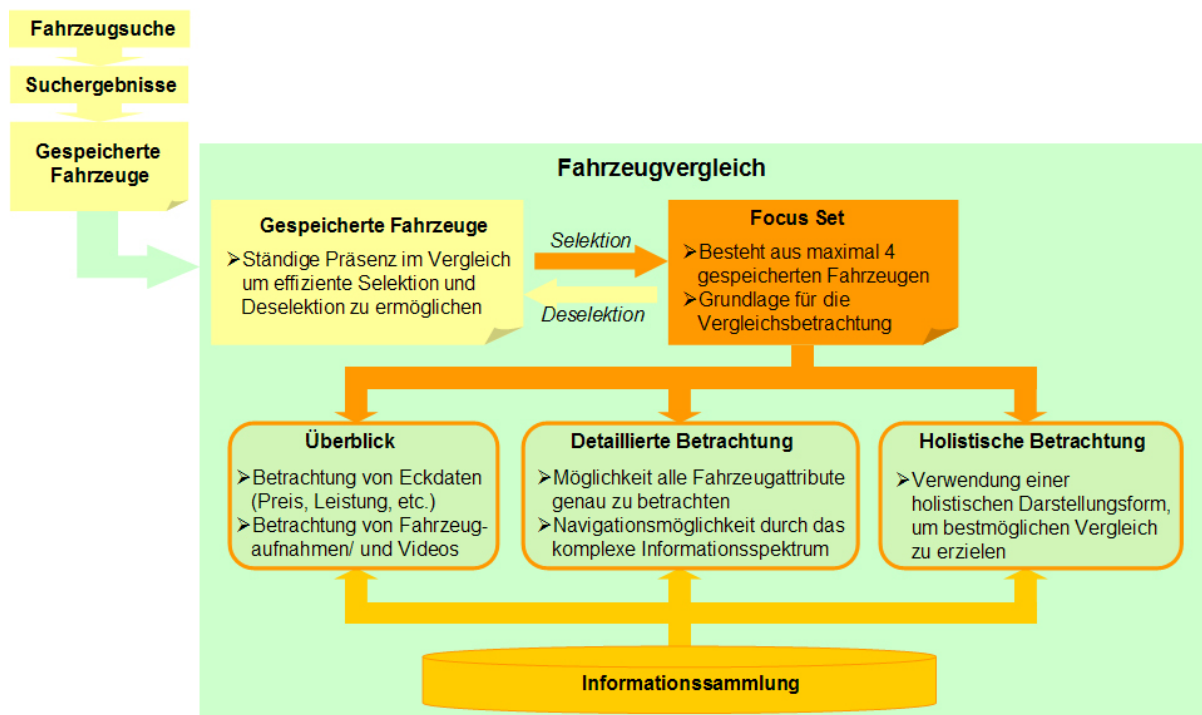 Fahrzeugsuche
Suchergebnisse
Gespeicherte
Fahrzeuge
Fahrzeugvergleich
Gespeicherte Fahrzeuge
➢Ständige Präsenz im Vergleich
um effiziente Selektion und
Deselektion zu ermöglichen
Selektion
Deselektion
Focus Set
➢Besteht aus maximal 4
gespeicherten Fahrzeugen
➢Grundlage für die
Vergleichsbetrachtung
Überblick
➢Betrachtung von Eckdaten
(Preis, Leistung, etc.)
➢Betrachtung von Fahrzeug-
aufnahmen/ und Videos
Detaillierte Betrachtung
➢Möglichkeit alle Fahrzeugattribute
genau zu betrachten
➢Navigationsmöglichkeit durch das
komplexe Informationsspektrum
Holistische Betrachtung
➢Verwendung einer
holistischen Darstellungsform,
um bestmöglichen Vergleich
zu erzielen
Informationssammlung